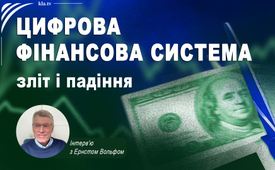 kla.tv
ЦИФРОВА
ФІНАНСОВА СИСТЕМА
зліт і падіння
Інтерв'ю
з Ернстом Вольфом